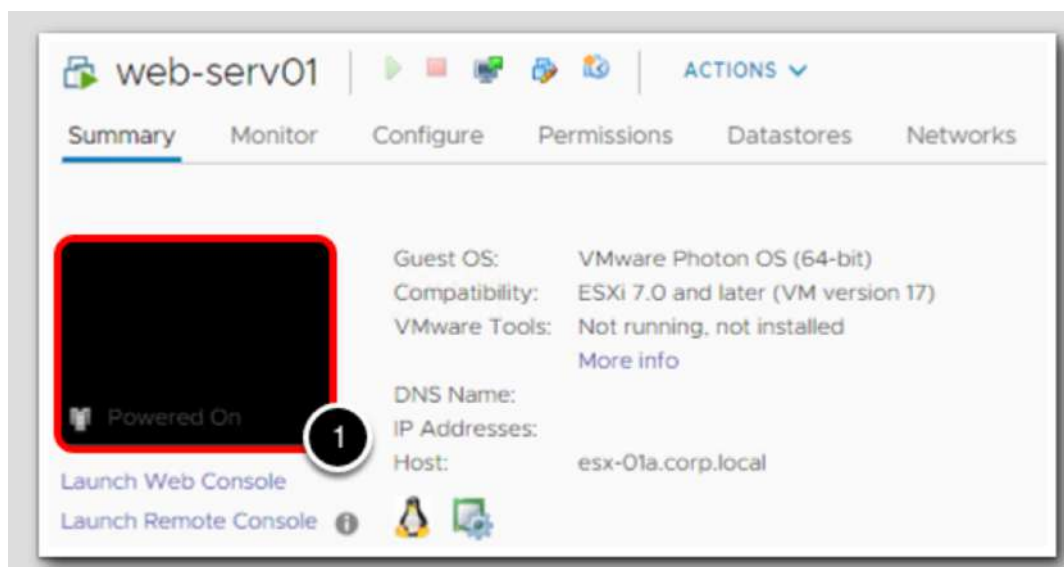 web-serv01 ACTIONS
Summary Monitor Configure Permissions Datastores Networks
Guest OS: VMware Photon OS (64-bit)
Compatibility: ESXi 7.0 and later (VM version 17)
VMware Tools: Not running, not installed
More info
DNS Name:
Powered On
1
IP Addresses:
Host: esx-01a.corp.local
Launch Web Console
Launch Remote Console